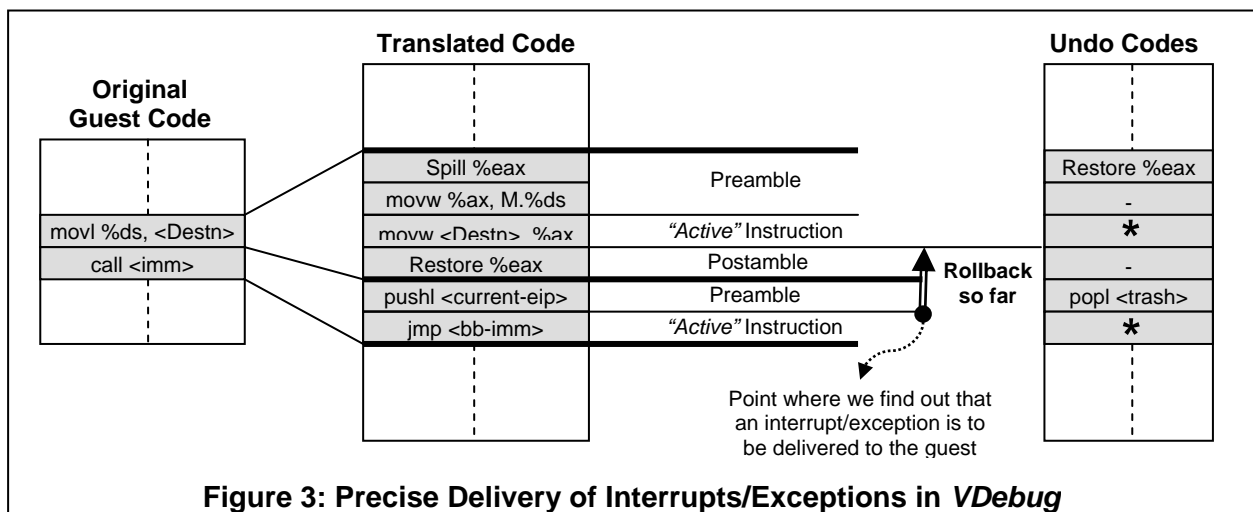 Translated Code
Undo Codes
Original
Guest Code
Spill %eax
Preamble
Restore %eax
movw %ax, M.%ds
-
movl %ds, <Destn>
movw <Destn>, %ax
"Active" Instruction
*
call <imm>
Restore %eax
Postamble
Rollback
so far
-
pushl <current-eip>
Preamble
popl <trash>
jmp <bb-imm>
"Active" Instruction
*
Point where we find out that
an interrupt/exception is to
be delivered to the guest
Figure 3: Precise Delivery of Interrupts/Exceptions in VDebug